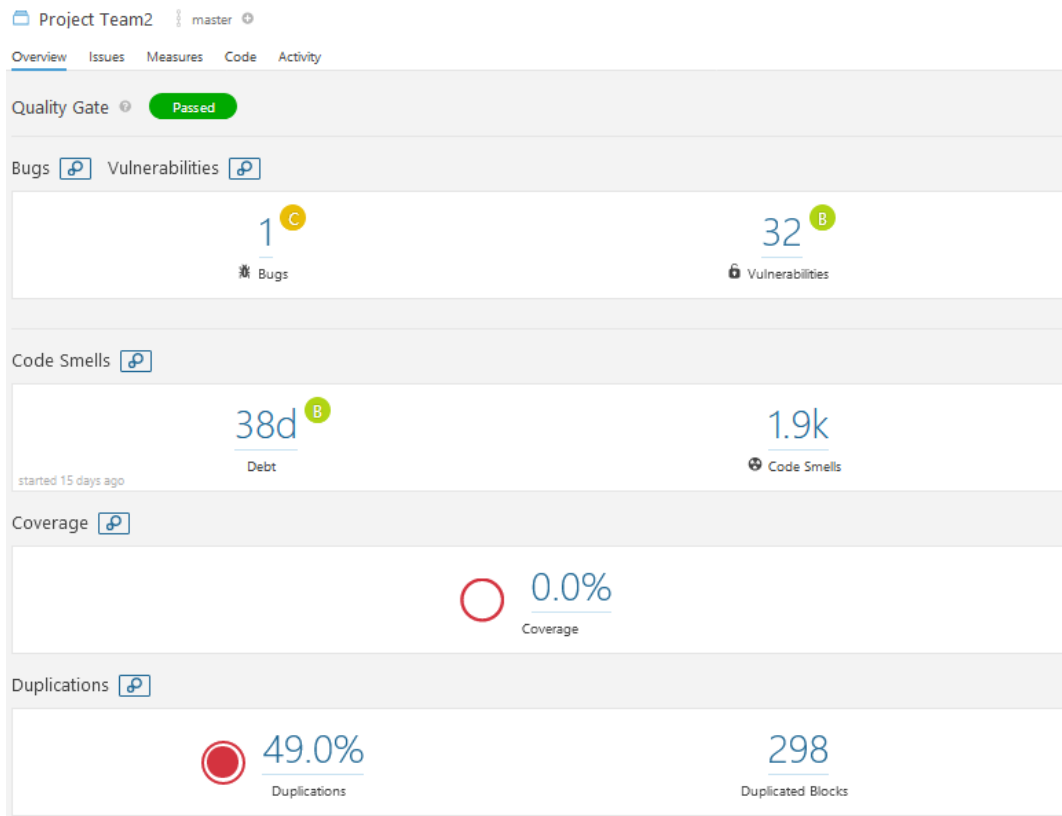 Project Team2 master
Overview Issues Measures Code Activity
Quality Gate ? Passed
Bugs Vulnerabilities
1 C 32 B
Bugs Vulnerabilities
Code Smells
38d B 1.9k
Debt Code Smells
started 15 days ago
Coverage
0.0%
Coverage
Duplications
49.0% 298
Duplications Duplicated Blocks